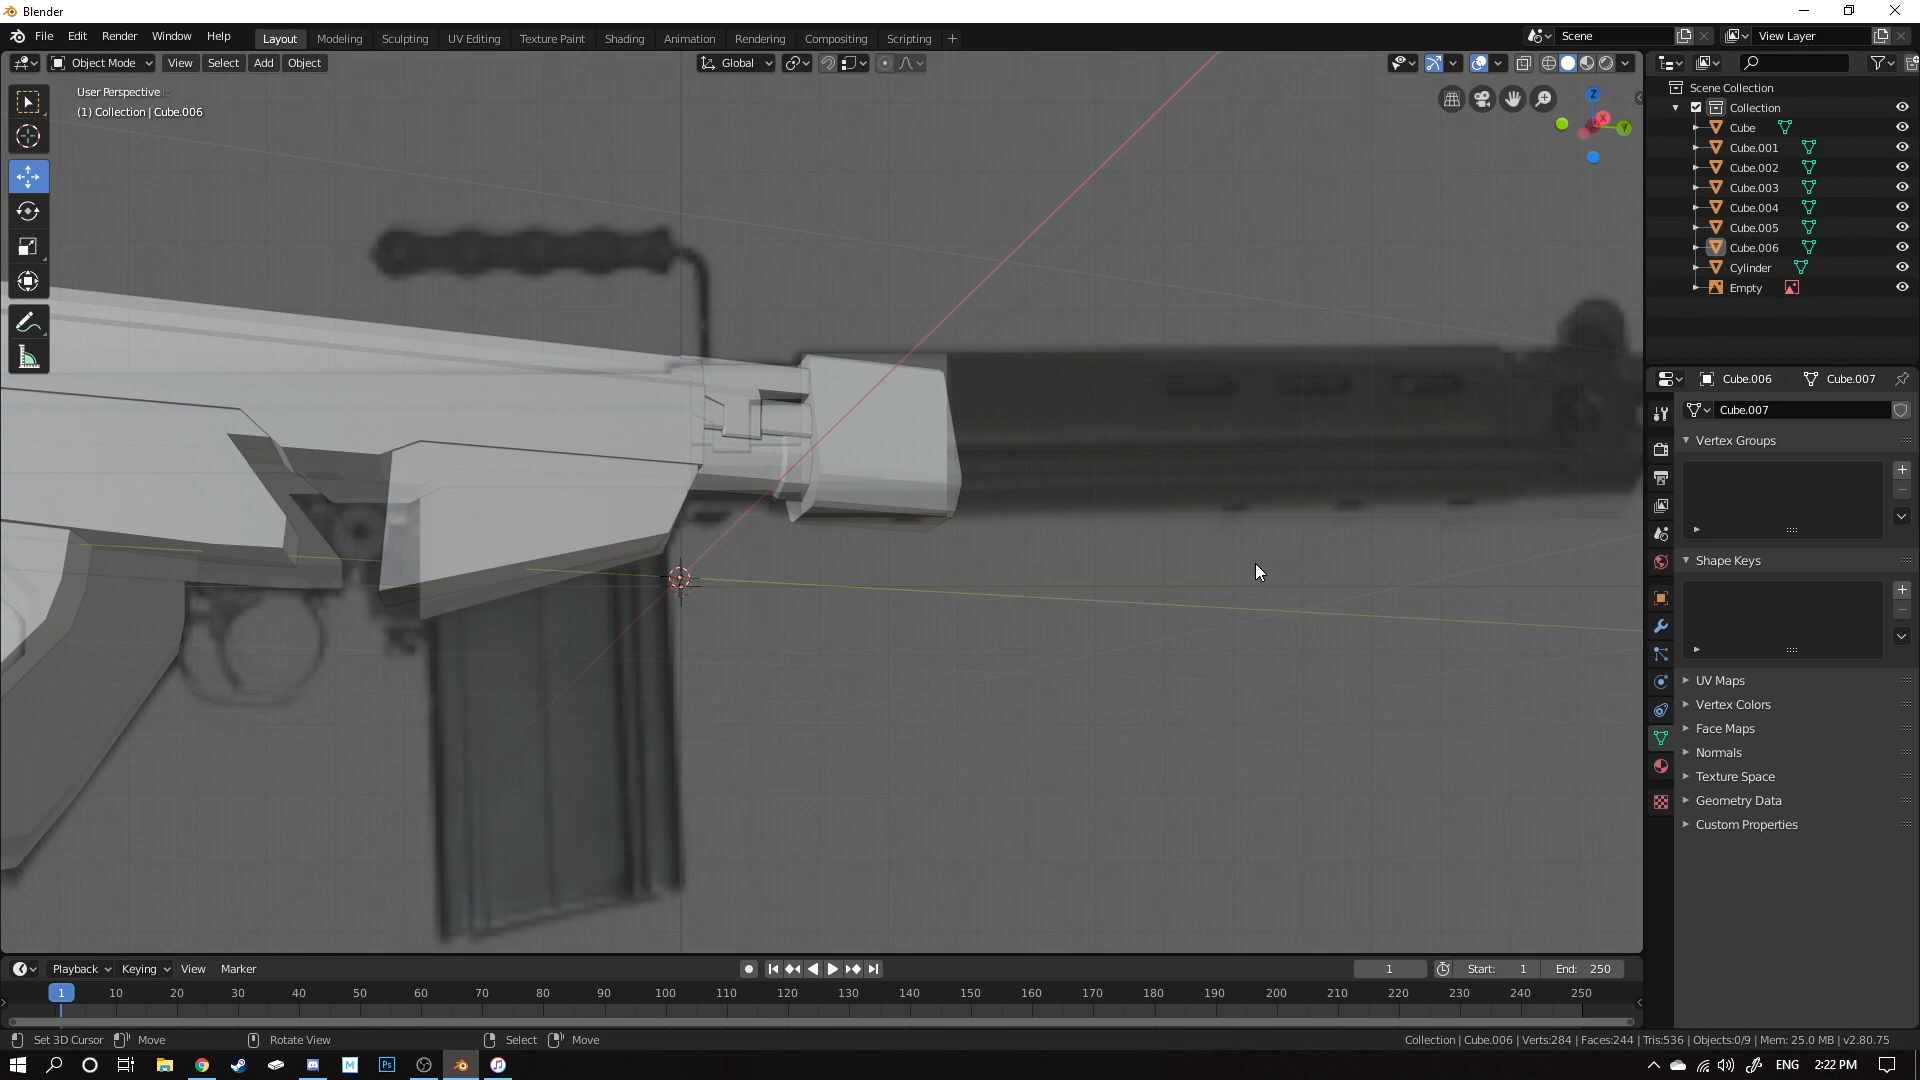 Blender
File Edit Render Window Help
Layout Modeling Sculpting UV Editing Texture Paint Shading Animation Rendering Compositing Scripting +
Scene
View Layer
Object Mode View Select Add Object
Global
User Perspective
(1) Collection | Cube.006
Z
X
Y
Scene Collection
Collection
Cube
Cube.001
Cube.002
Cube.003
Cube.004
Cube.005
Cube.006
Cylinder
Empty
Cube.006 Cube.007
Cube.007
Vertex Groups
Shape Keys
UV Maps
Vertex Colors
Face Maps
Normals
Texture Space
Geometry Data
Custom Properties
Playback Keying View Marker
1 Start: 1 End: 250
1 10 20 30 40 50 60 70 80 90 100 110 120 130 140 150 160 170 180 190 200 210 220 230 240 250
Set 3D Cursor Move Rotate View Select Move
Collection | Cube.006 | Verts:284 | Faces:244 | Tris:536 | Objects:0/9 | Mem: 25.0 MB | v2.80.75
M Ps ENG 2:22 PM